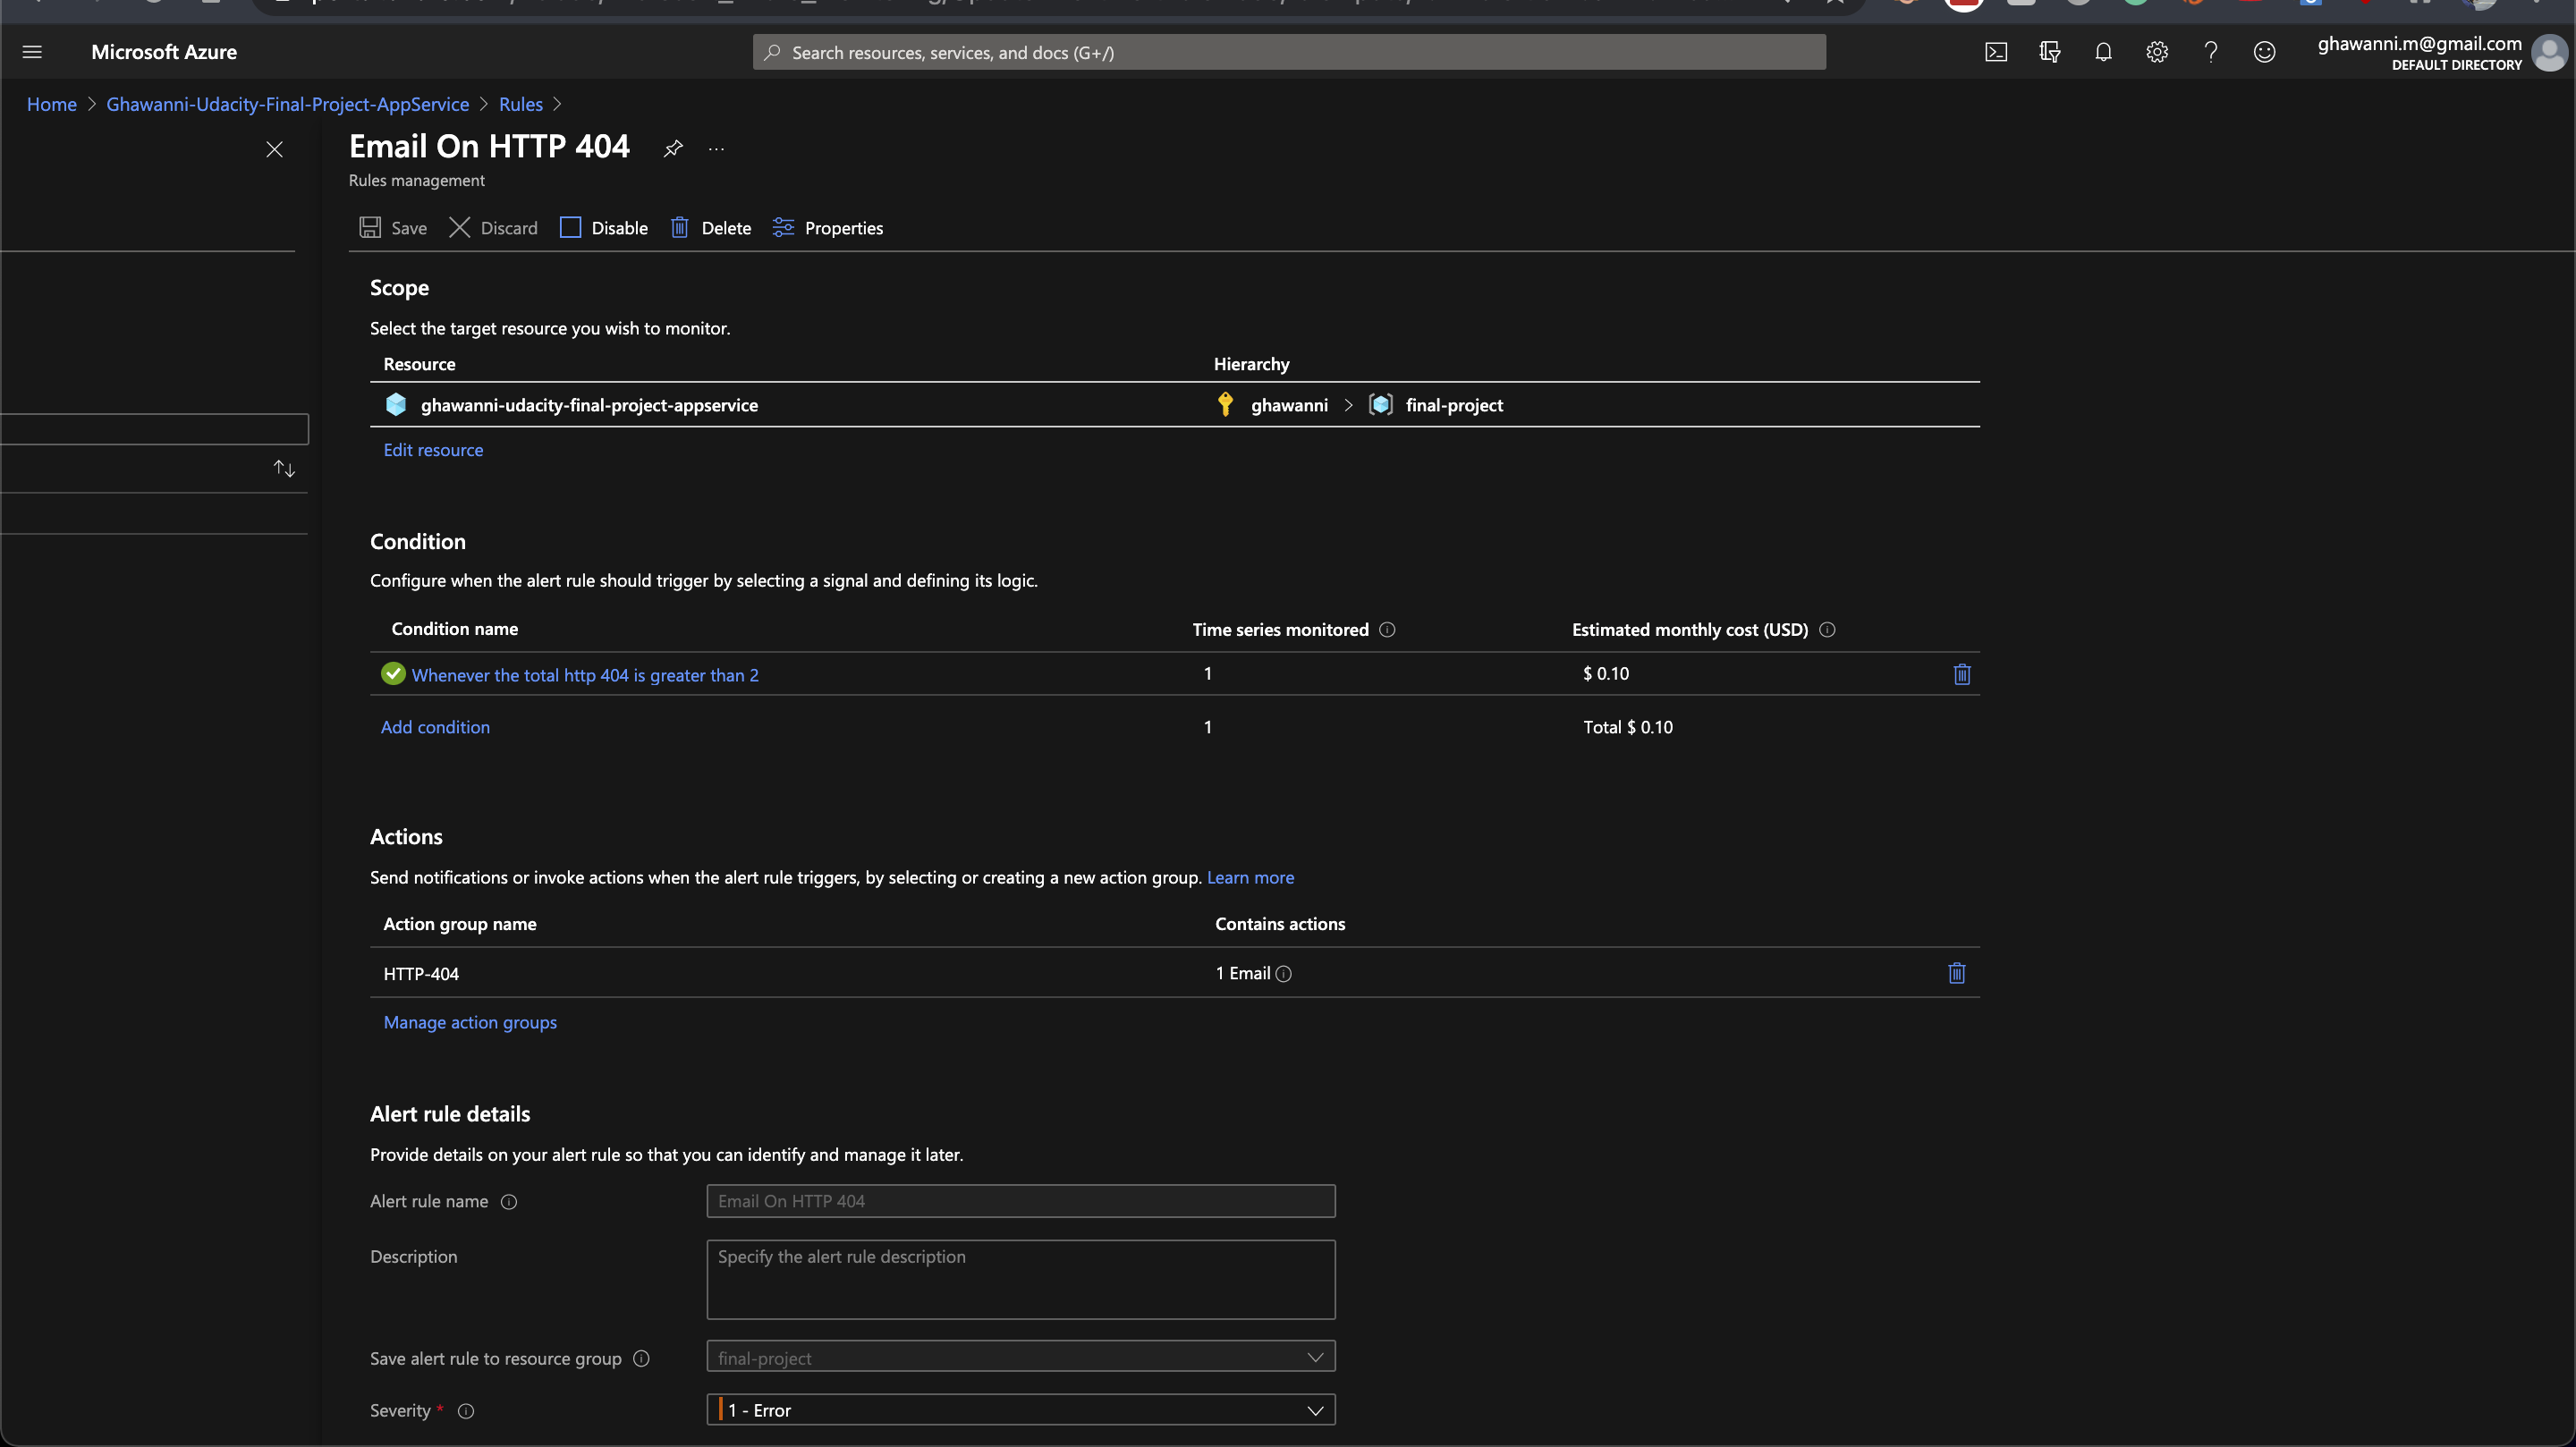 Microsoft Azure
Search resources, services, and docs (G+/)
ghawanni.m@gmail.com
DEFAULT DIRECTORY
Home > Ghawanni-Udacity-Final-Project-AppService > Rules >
Email On HTTP 404
...
Rules management
Save Discard Disable Delete Properties
Scope
Select the target resource you wish to monitor.
Resource Hierarchy
ghawanni-udacity-final-project-appservice ghawanni > final-project
Edit resource
Condition
Configure when the alert rule should trigger by selecting a signal and defining its logic.
Condition name Time series monitored Estimated monthly cost (USD)
Whenever the total http 404 is greater than 2 1 $ 0.10
Add condition 1 Total $ 0.10
Actions
Send notifications or invoke actions when the alert rule triggers, by selecting or creating a new action group. Learn more
Action group name Contains actions
HTTP-404 1 Email
Manage action groups
Alert rule details
Provide details on your alert rule so that you can identify and manage it later.
Alert rule name Email On HTTP 404
Description Specify the alert rule description
Save alert rule to resource group final-project
Severity * 1 - Error